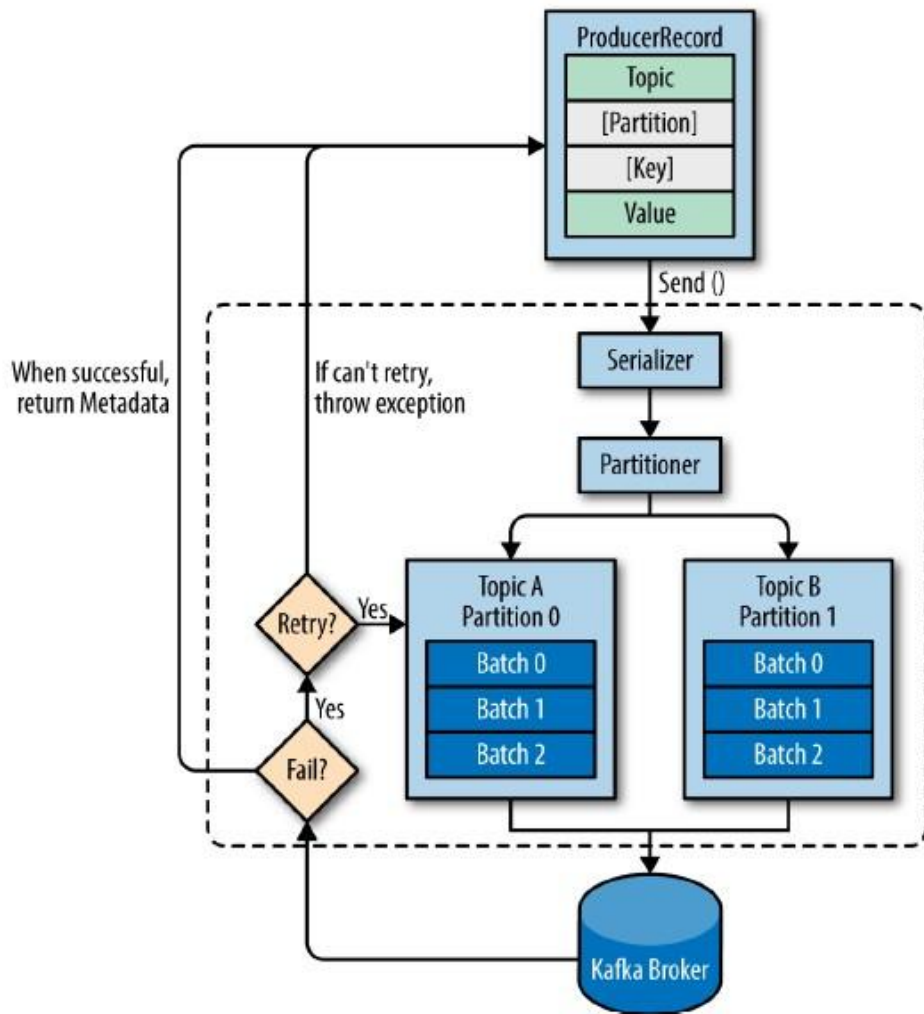 ProducerRecord
Topic
[Partition]
[Key]
Value
Send ()
Serializer
When successful,
return Metadata
If can't retry,
throw exception
Partitioner
Topic A
Partition 0
Batch 0
Batch 1
Batch 2
Topic B
Partition 1
Batch 0
Batch 1
Batch 2
Retry?
Yes
Yes
Fail?
Kafka Broker